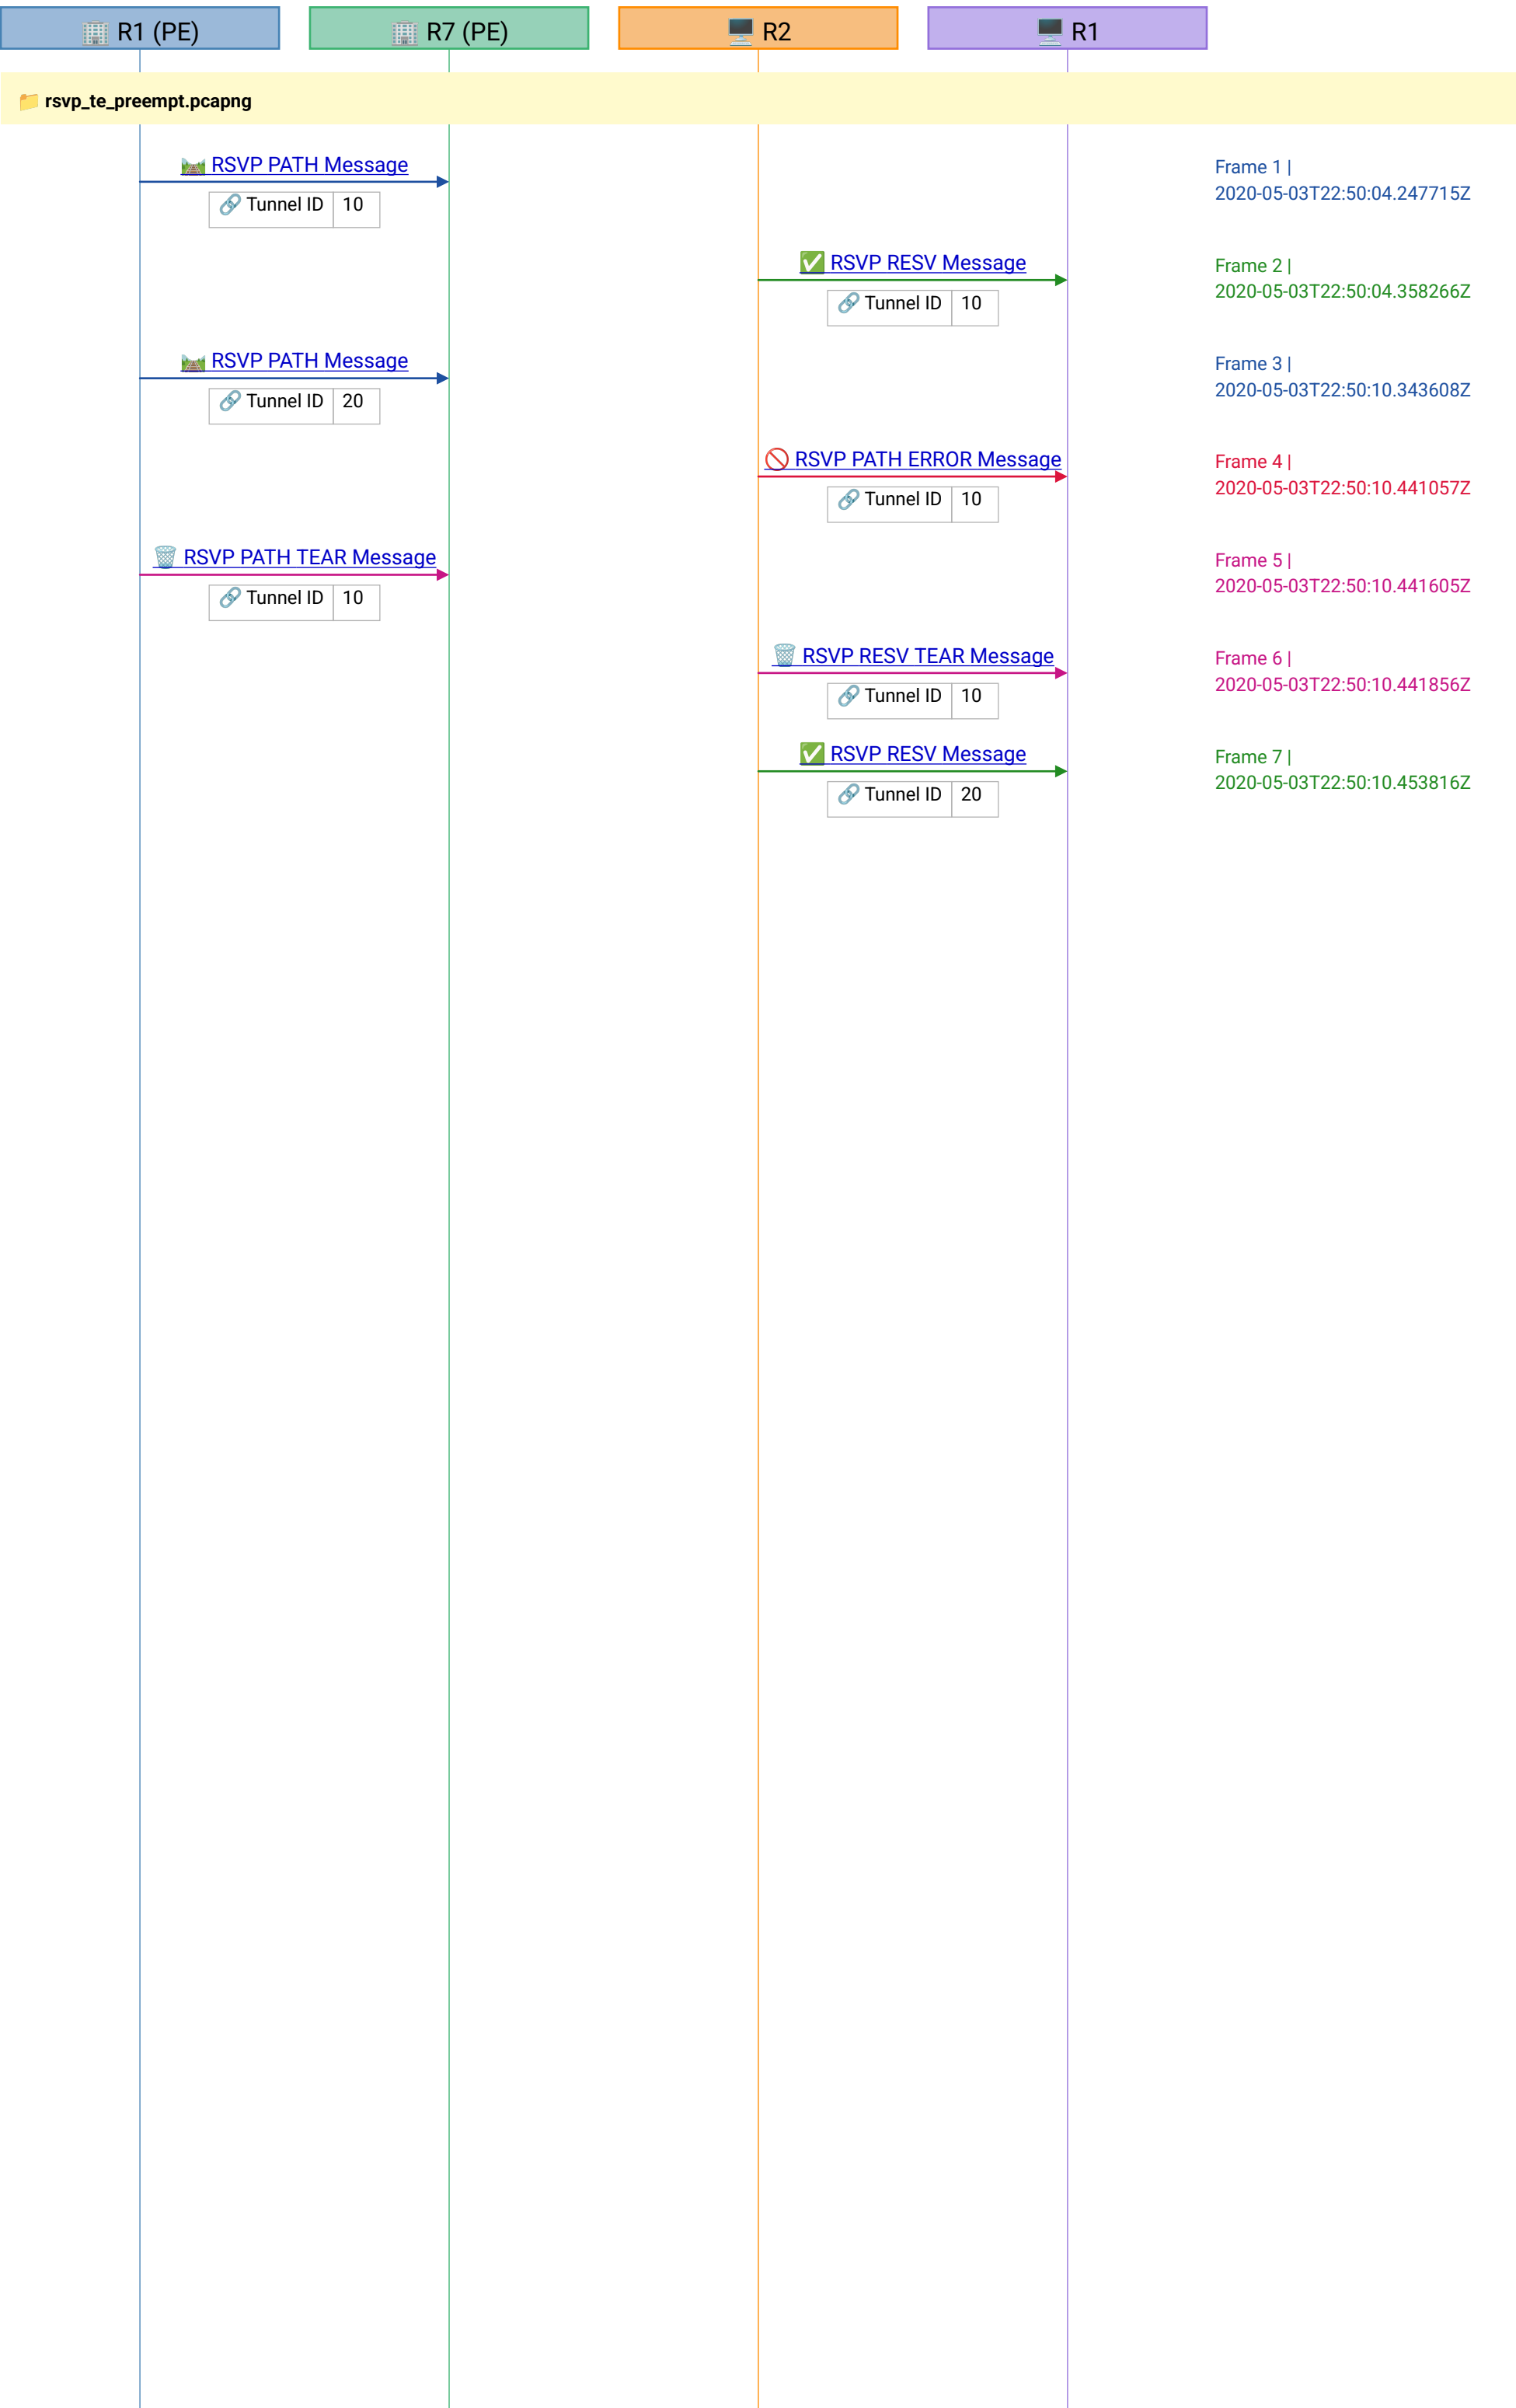 R1 (PE)
R7 (PE)
R2
R1
rsvp_te_preempt.pcapng
RSVP PATH Message
Tunnel ID 10
Frame 1 |
2020-05-03T22:50:04.247715Z
RSVP RESV Message
Tunnel ID 10
Frame 2 |
2020-05-03T22:50:04.358266Z
RSVP PATH Message
Tunnel ID 20
Frame 3 |
2020-05-03T22:50:10.343608Z
RSVP PATH ERROR Message
Tunnel ID 10
Frame 4 |
2020-05-03T22:50:10.441057Z
RSVP PATH TEAR Message
Tunnel ID 10
Frame 5 |
2020-05-03T22:50:10.441605Z
RSVP RESV TEAR Message
Tunnel ID 10
Frame 6 |
2020-05-03T22:50:10.441856Z
RSVP RESV Message
Tunnel ID 20
Frame 7 |
2020-05-03T22:50:10.453816Z